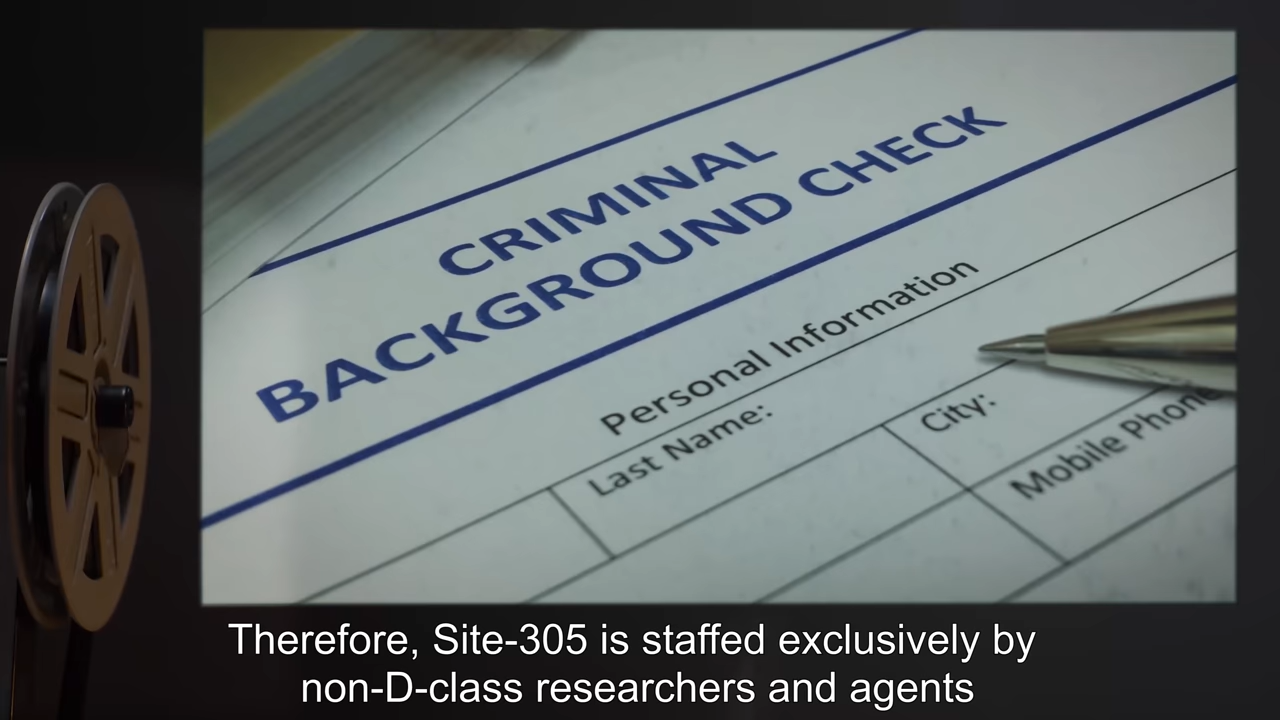 CRIMINAL
BACKGROUND CHECK
Personal Information
Last Name:
City:
Mobile Phone
Therefore, Site-305 is staffed exclusively by
non-D-class researchers and agents